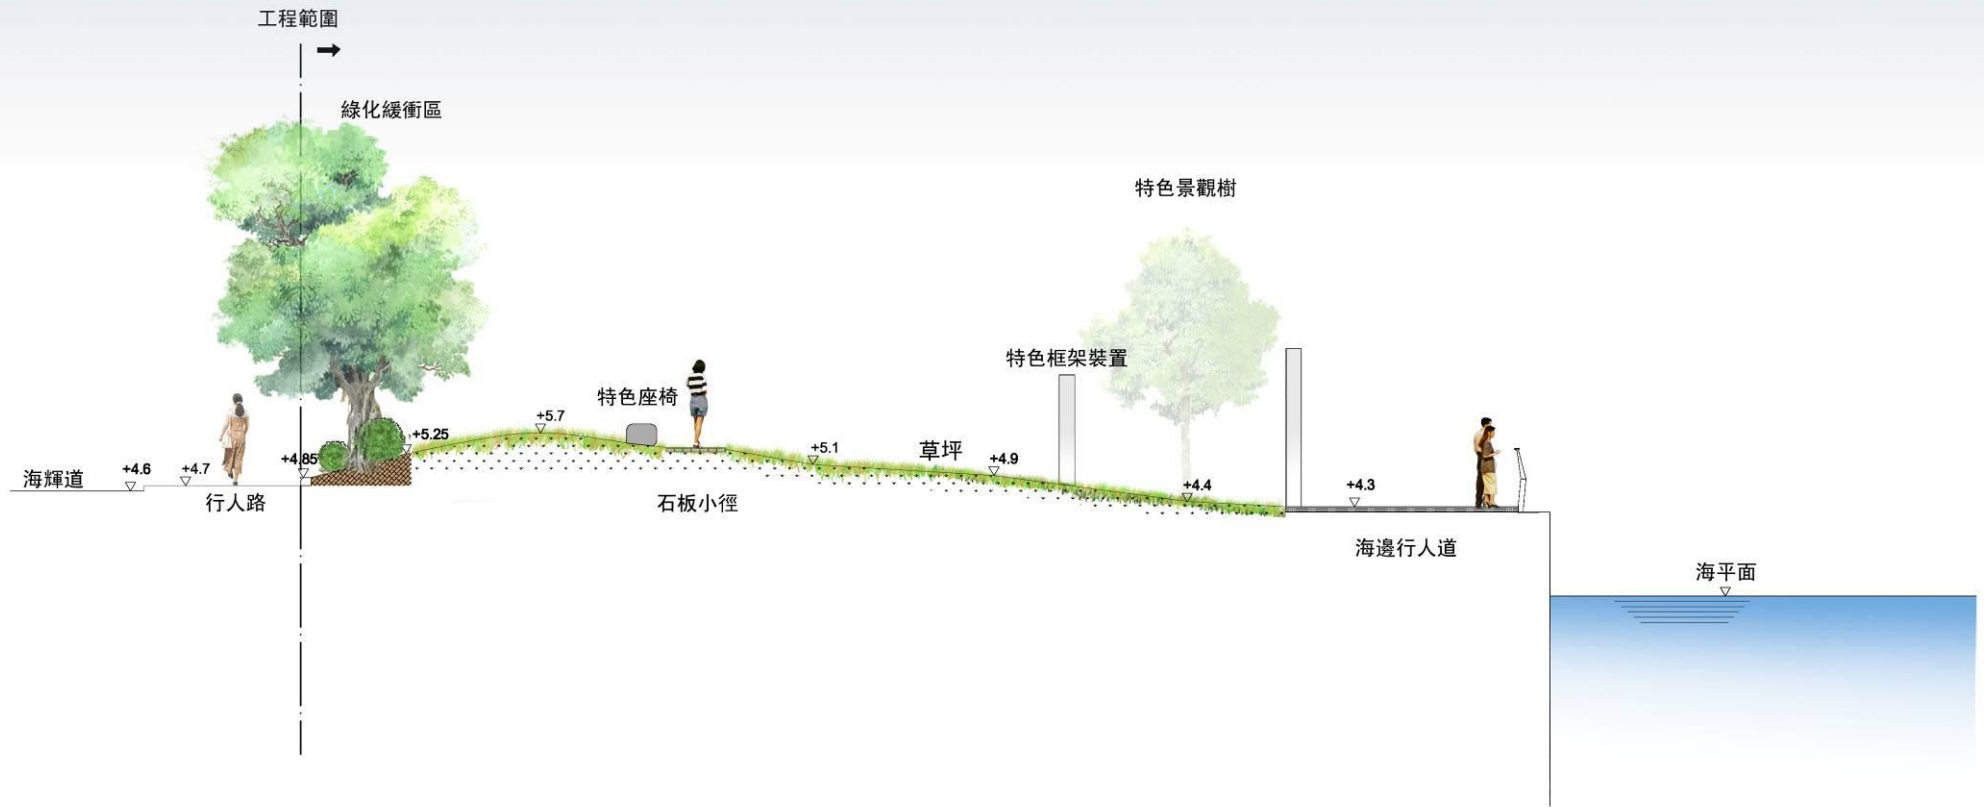 工程範圍
綠化緩衝區
特色景觀樹
特色框架裝置
特色座椅
+5.7
+5.25
+5.1
草坪
+4.9
+4.85
+4.6
+4.7
海輝道
行人路
石板小徑
+4.4
+4.3
海邊行人道
海平面